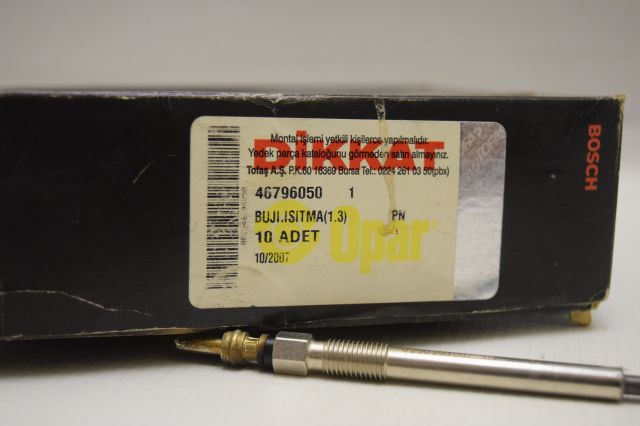 DİKKAT
Montaj işlemi yetkili kişilerce yapılmalıdır.
Yedek parça kataloğunu görmeden satın almayınız.
Tofaş A.Ş. P.K.60 16369 Bursa Tel.: 0224 261 03 50(pbx)
46796050 1
BUJI.ISITMA(1.3) PN
10 ADET
Opar
10/2007
BOSCH